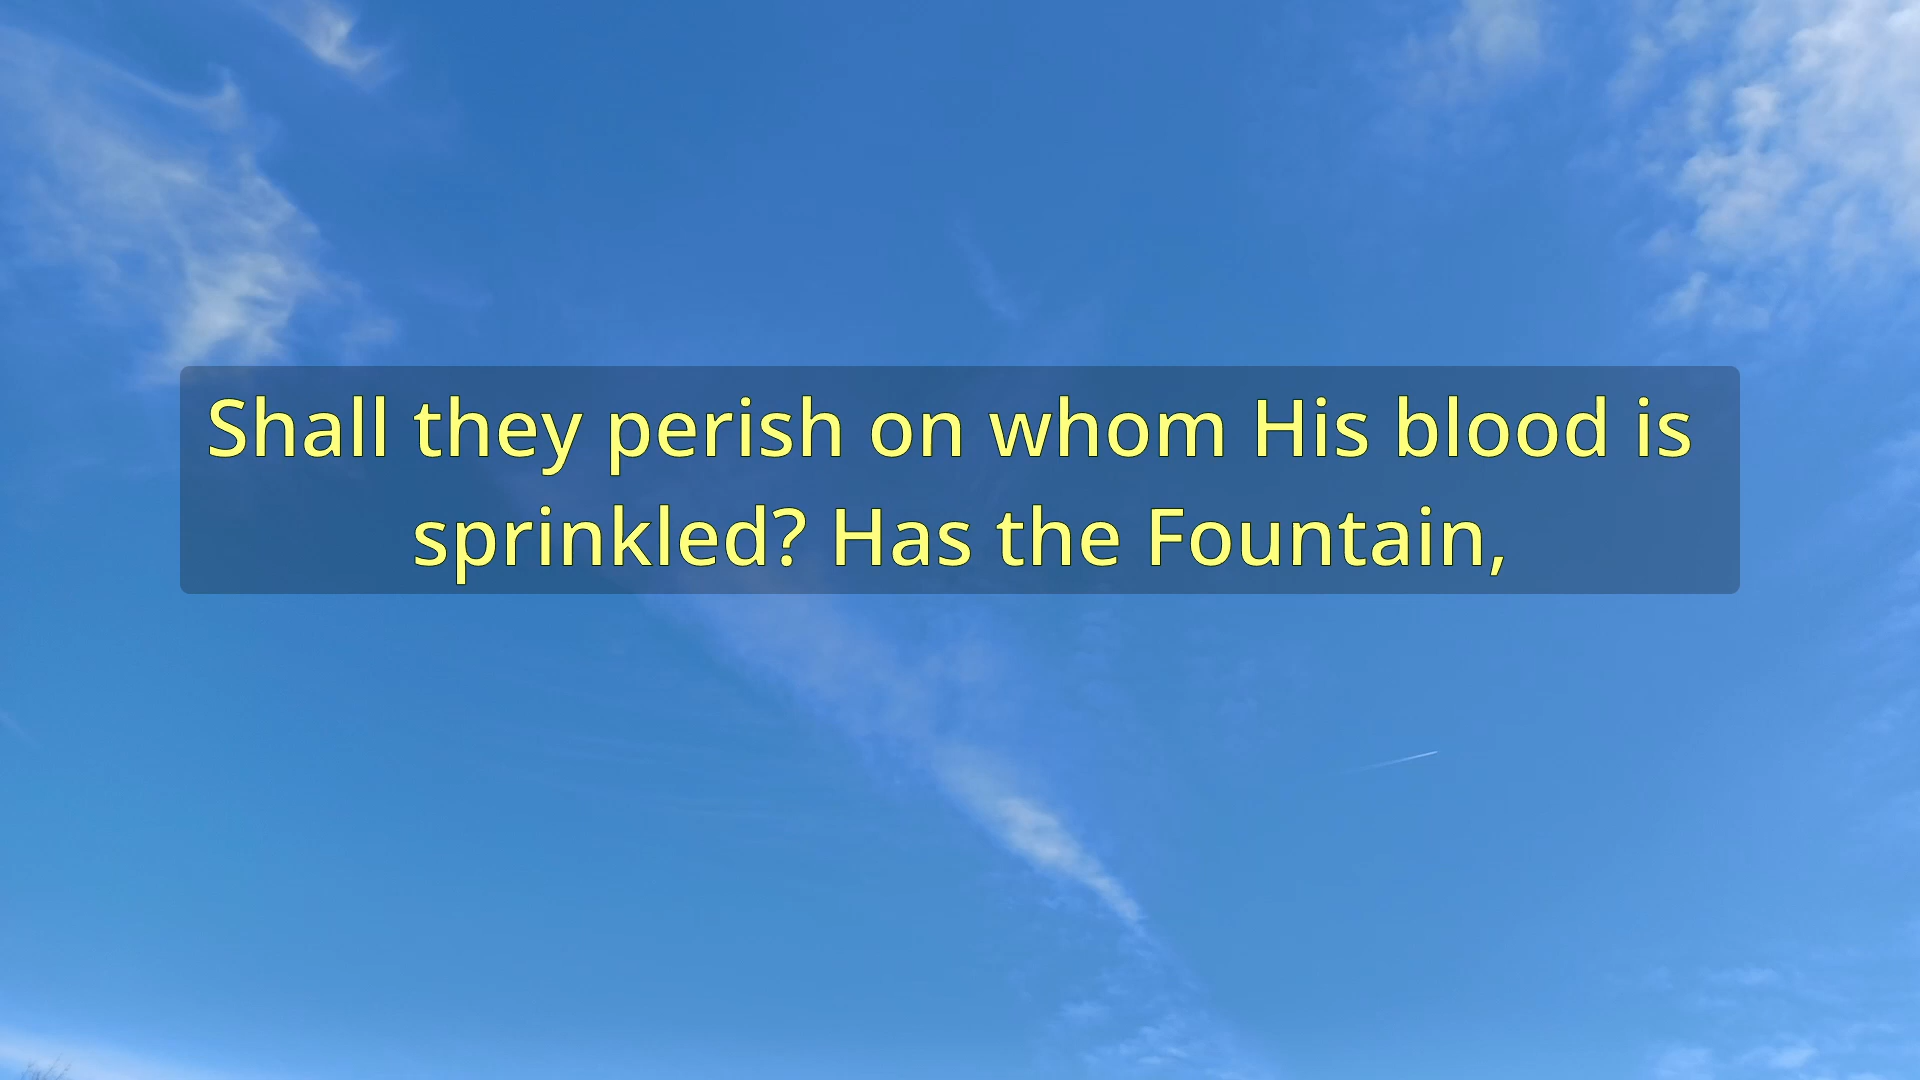 Shall they perish on whom His blood is
sprinkled? Has the Fountain,